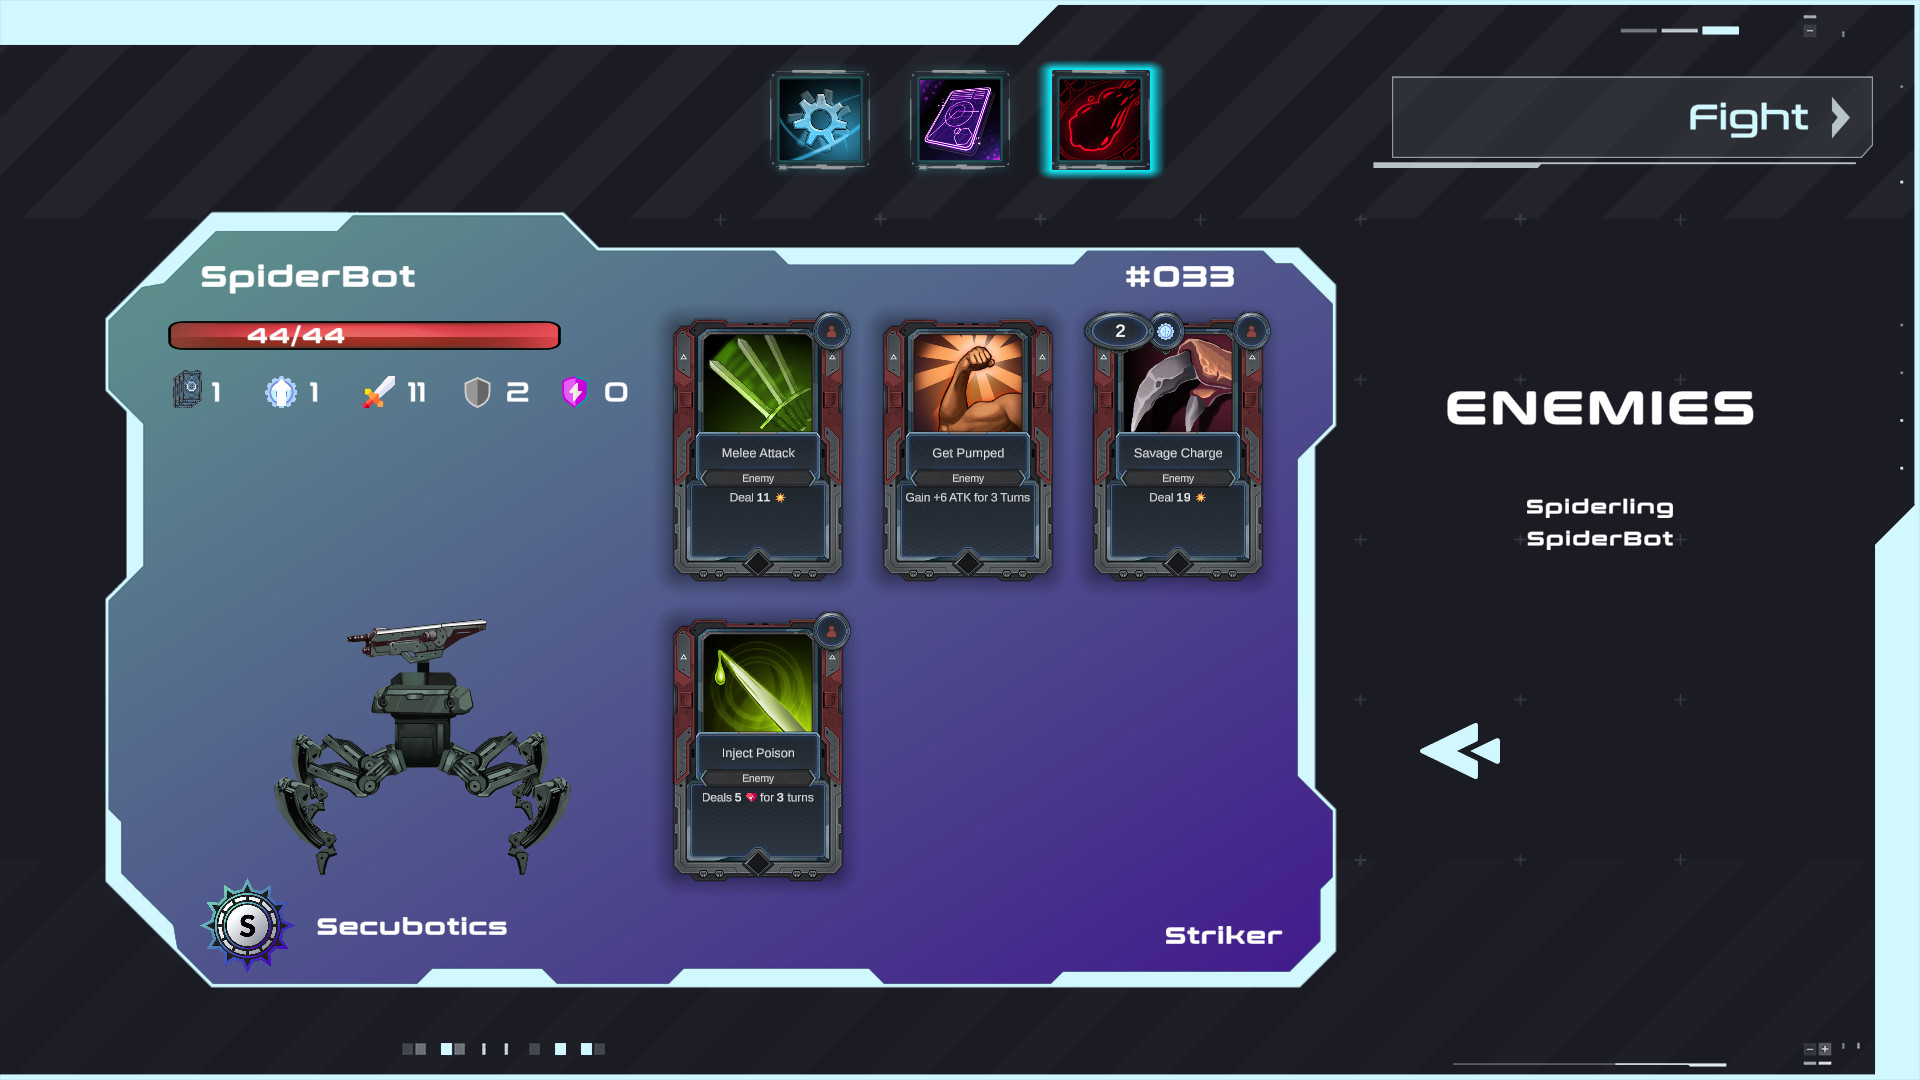 Fight
SpiderBot
#033
44/44
1
1
11
2
0
2
Melee Attack
Enemy
Deal 11
Get Pumped
Enemy
Gain +6 ATK for 3 Turns
Savage Charge
Enemy
Deal 19
Inject Poison
Enemy
Deals 5 for 3 turns
S
Secubotics
Striker
ENEMIES
Spiderling
SpiderBot